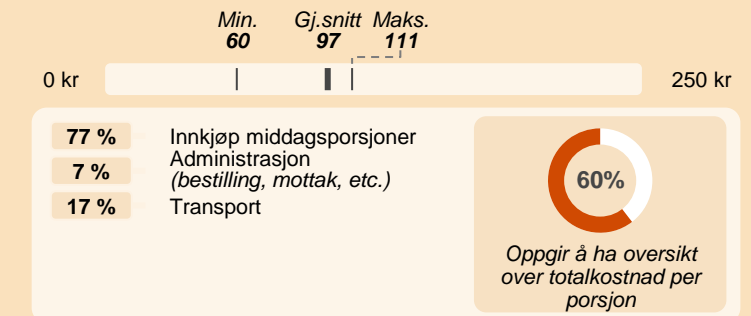 Min. Gj.snitt Maks.
60 97 111
0 kr 250 kr
77 % Innkjøp middagsporsjoner
7 % Administrasjon
(bestilling, mottak, etc.)
17 % Transport
60%
Oppgir å ha oversikt
over totalkostnad per
porsjon